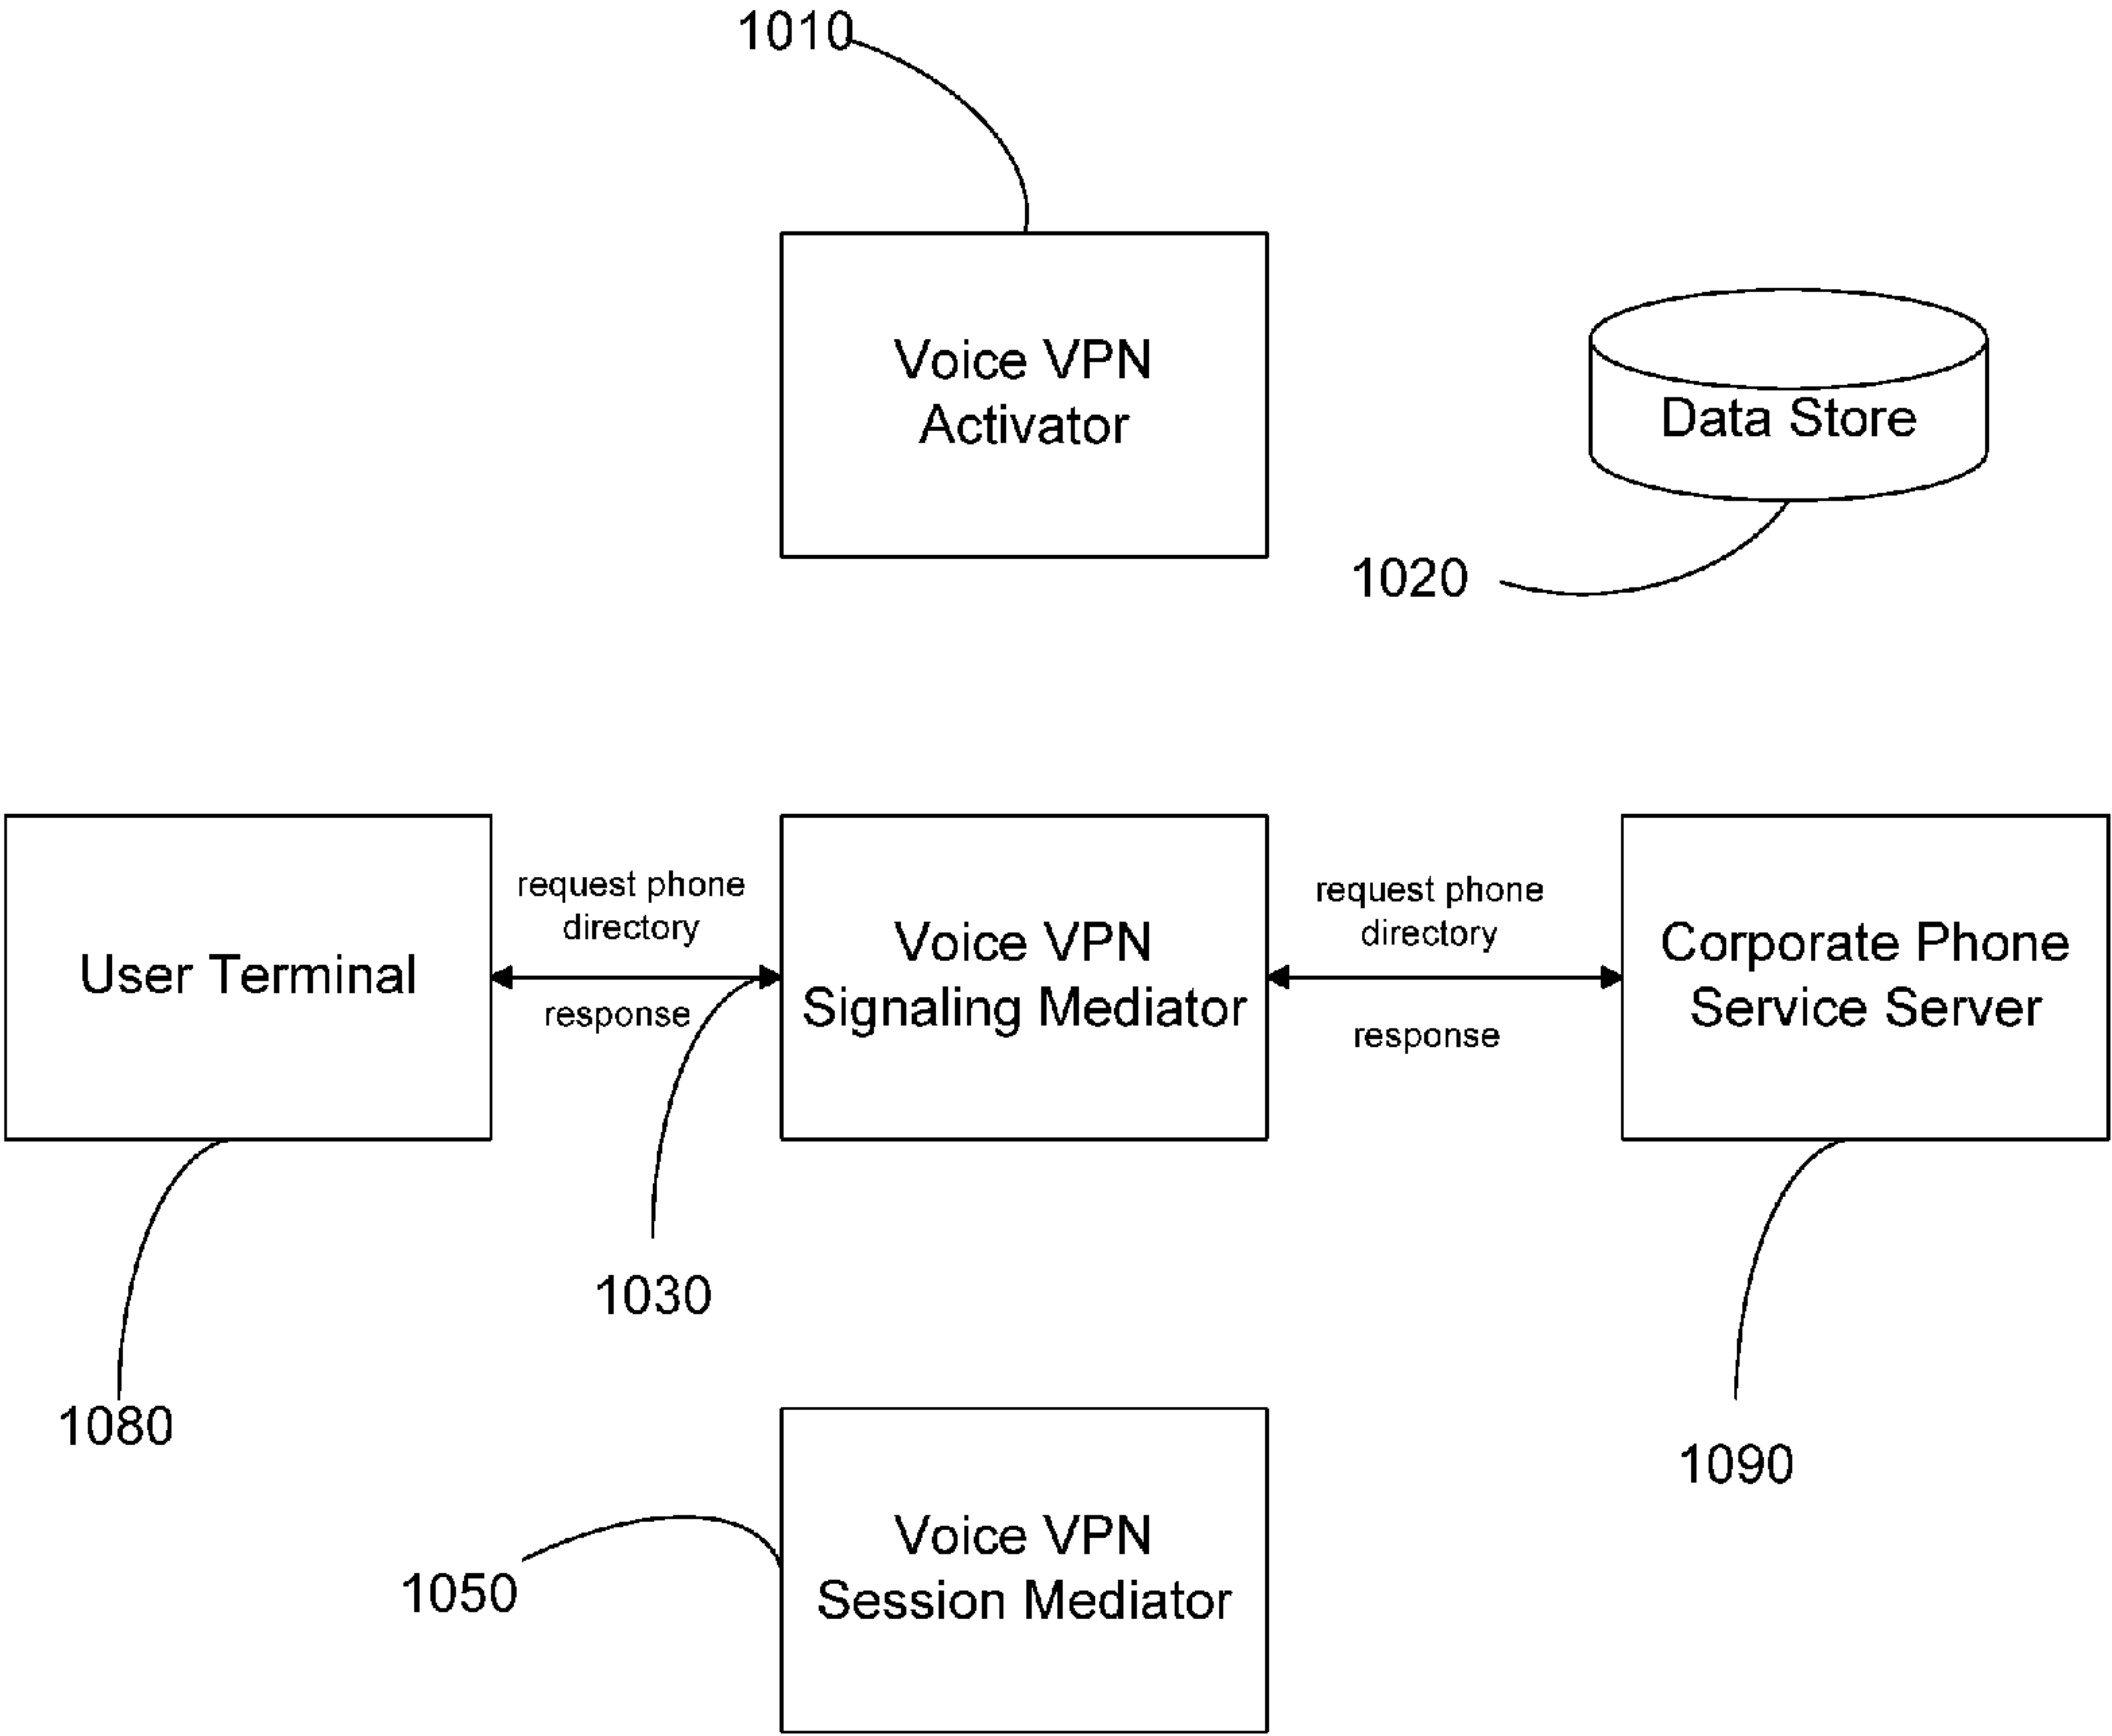 1010
Voice VPN
Activator
Data Store
1020
User Terminal
request phone
directory
response
Voice VPN
Signaling Mediator
request phone
directory
response
Corporate Phone
Service Server
1030
1080
1090
Voice VPN
Session Mediator
1050